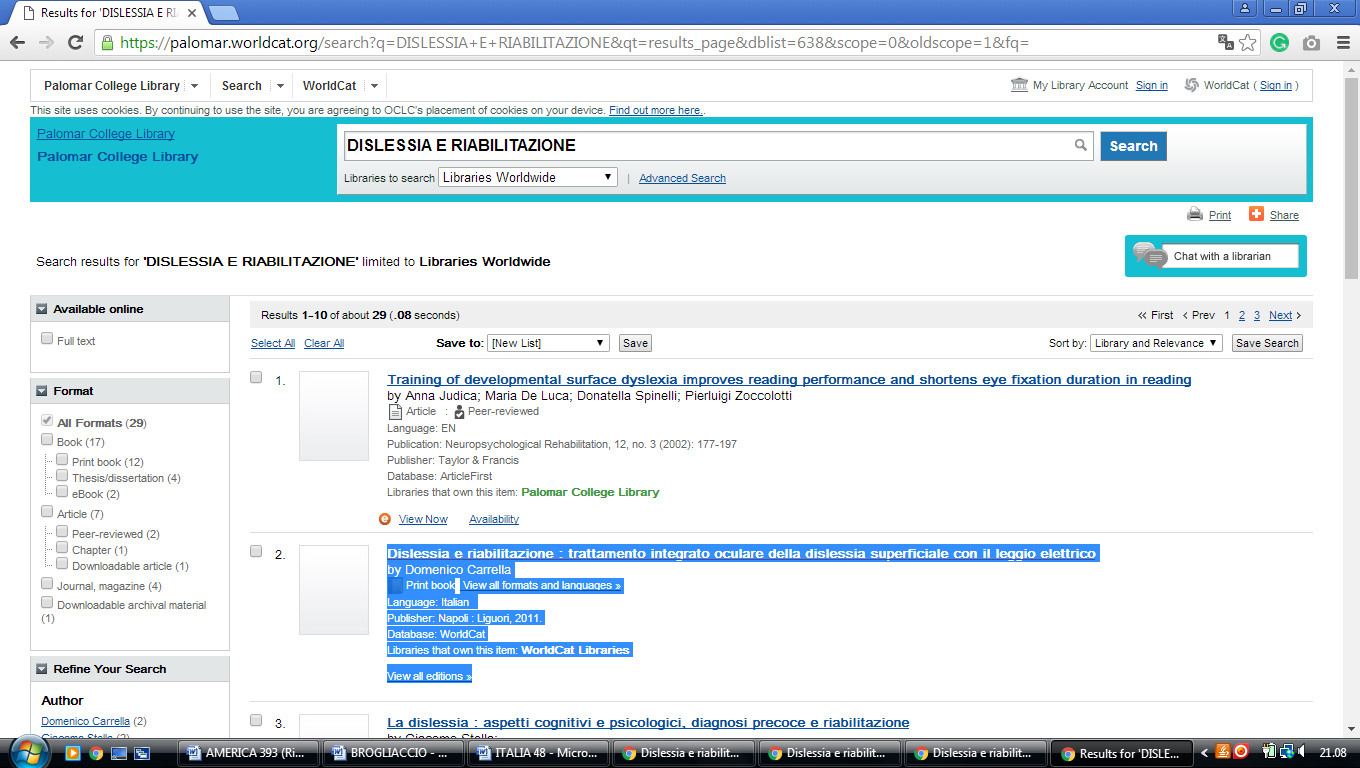 Results for 'DISLESSIA E RI
https://palomar.worldcat.org/search?q=DISLESSIA+E+RIABILITAZIONE&qt=results_page&dblist=638&scope=0&oldscope=1&fq=
Palomar College Library Search WorldCat My Library Account Sign in WorldCat ( Sign in )
This site uses cookies. By continuing to use the site, you are agreeing to OCLC's placement of cookies on your device. Find out more here..
Palomar College Library
Palomar College Library
DISLESSIA E RIABILITAZIONE Search
Libraries to search Libraries Worldwide | Advanced Search
Print Share
Chat with a librarian
Search results for 'DISLESSIA E RIABILITAZIONE' limited to Libraries Worldwide
Available online
Full text
Format
All Formats (29)
Book (17)
Print book (12)
Thesis/dissertation (4)
eBook (2)
Article (7)
Peer-reviewed (2)
Chapter (1)
Downloadable article (1)
Journal, magazine (4)
Downloadable archival material
(1)
Refine Your Search
Author
Domenico Carrella (2)
Giacomo Stella (2)
Results 1-10 of about 29 (.08 seconds) « First ‹ Prev 1 2 3 Next ›
Select All Clear All Save to: [New List] Save Sort by: Library and Relevance Save Search
1. Training of developmental surface dyslexia improves reading performance and shortens eye fixation duration in reading
by Anna Judica; Maria De Luca; Donatella Spinelli; Pierluigi Zoccolotti
Article : Peer-reviewed
Language: EN
Publication: Neuropsychological Rehabilitation, 12, no. 3 (2002): 177-197
Publisher: Taylor & Francis
Database: ArticleFirst
Libraries that own this item: Palomar College Library
e View Now Availability
2. Dislessia e riabilitazione : trattamento integrato oculare della dislessia superficiale con il leggio elettrico
by Domenico Carrella
Print book View all formats and languages »
Language: Italian
Publisher: Napoli : Liguori, 2011.
Database: WorldCat
Libraries that own this item: WorldCat Libraries
View all editions »
3. La dislessia : aspetti cognitivi e psicologici, diagnosi precoce e riabilitazione
by Giacomo Stella;
AMERICA 393 (Ri... BROGLIACCIO - ... ITALIA 48 - Micros... Dislessia e riabilit... Dislessia e riabilit... Dislessia e riabilit... Results for 'DISLE... 21.08